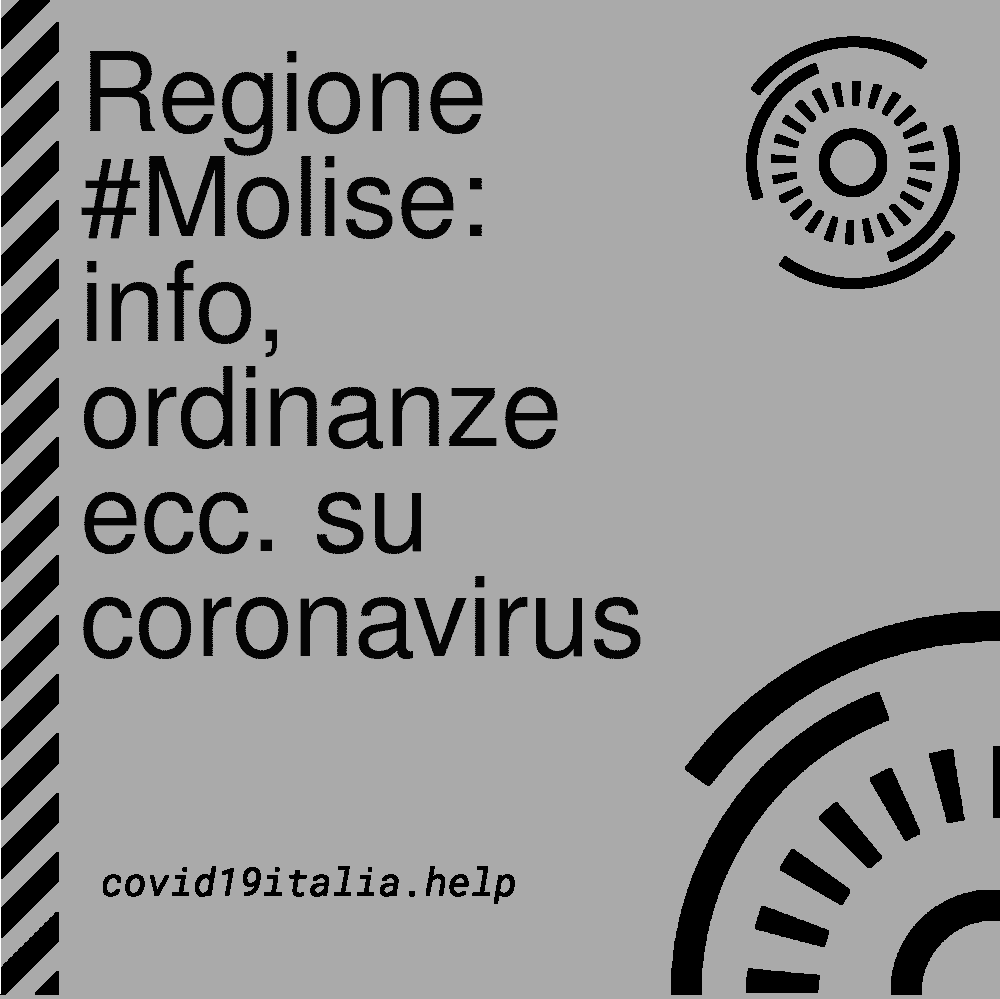 Regione
#Molise:
info,
ordinanze
ecc. su
coronavirus
covid19italia.help